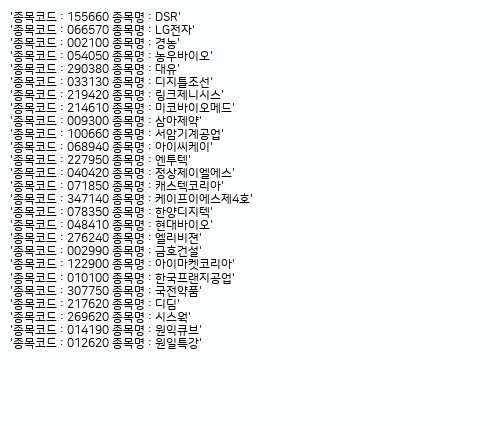 '종목코드 : 155660 종목명 : DSR'
'종목코드 : 066570 종목명 : LG전자'
'종목코드 : 002100 종목명 : 경농'
'종목코드 : 054050 종목명 : 농우바이오'
'종목코드 : 290380 종목명 : 대유'
'종목코드 : 033130 종목명 : 디지틀조선'
'종목코드 : 219420 종목명 : 링크제니시스'
'종목코드 : 214610 종목명 : 미코바이오메드'
'종목코드 : 009300 종목명 : 삼아제약'
'종목코드 : 100660 종목명 : 서암기계공업'
'종목코드 : 068940 종목명 : 아이씨케이'
'종목코드 : 227950 종목명 : 엔투텍'
'종목코드 : 040420 종목명 : 정상제이엘에스'
'종목코드 : 071850 종목명 : 캐스텍코리아'
'종목코드 : 347140 종목명 : 케이프이에스제4호'
'종목코드 : 078350 종목명 : 한양디지텍'
'종목코드 : 048410 종목명 : 현대바이오'
'종목코드 : 276240 종목명 : 엘리비젼'
'종목코드 : 002990 종목명 : 금호건설'
'종목코드 : 122900 종목명 : 아이마켓코리아'
'종목코드 : 010100 종목명 : 한국프랜지공업'
'종목코드 : 307750 종목명 : 국전약품'
'종목코드 : 217620 종목명 : 디딤'
'종목코드 : 269620 종목명 : 시스웍'
'종목코드 : 014190 종목명 : 원익큐브'
'종목코드 : 012620 종목명 : 원일특강'